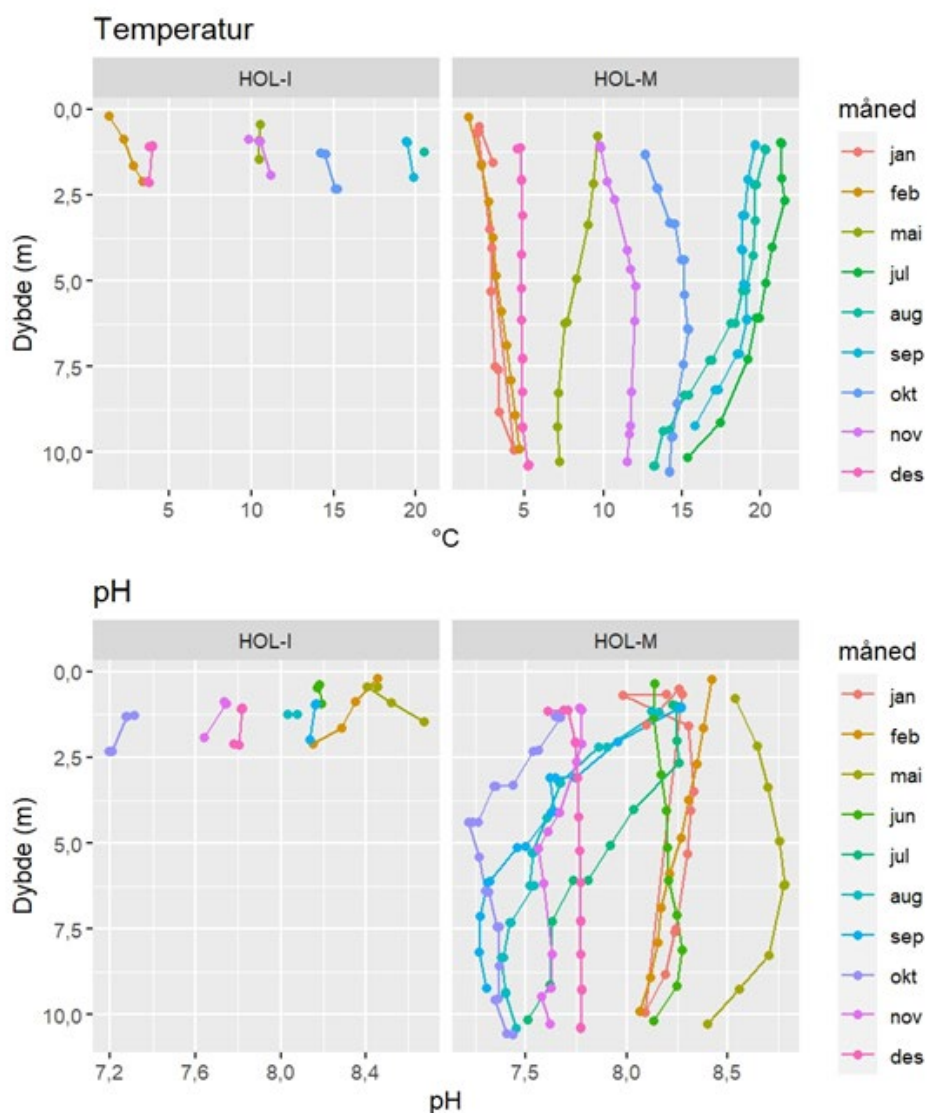 Temperatur
HOL-I HOL-M
0,0
2,5
5,0
7,5
10,0
Dybde (m)
5 10 15 20 5 10 15 20
°C
måned
jan
feb
mai
jul
aug
sep
okt
nov
des
pH
HOL-I HOL-M
0,0
2,5
5,0
7,5
10,0
Dybde (m)
7,2 7,6 8,0 8,4 7,5 8,0 8,5
pH
måned
jan
feb
mai
jun
jul
aug
sep
okt
nov
des